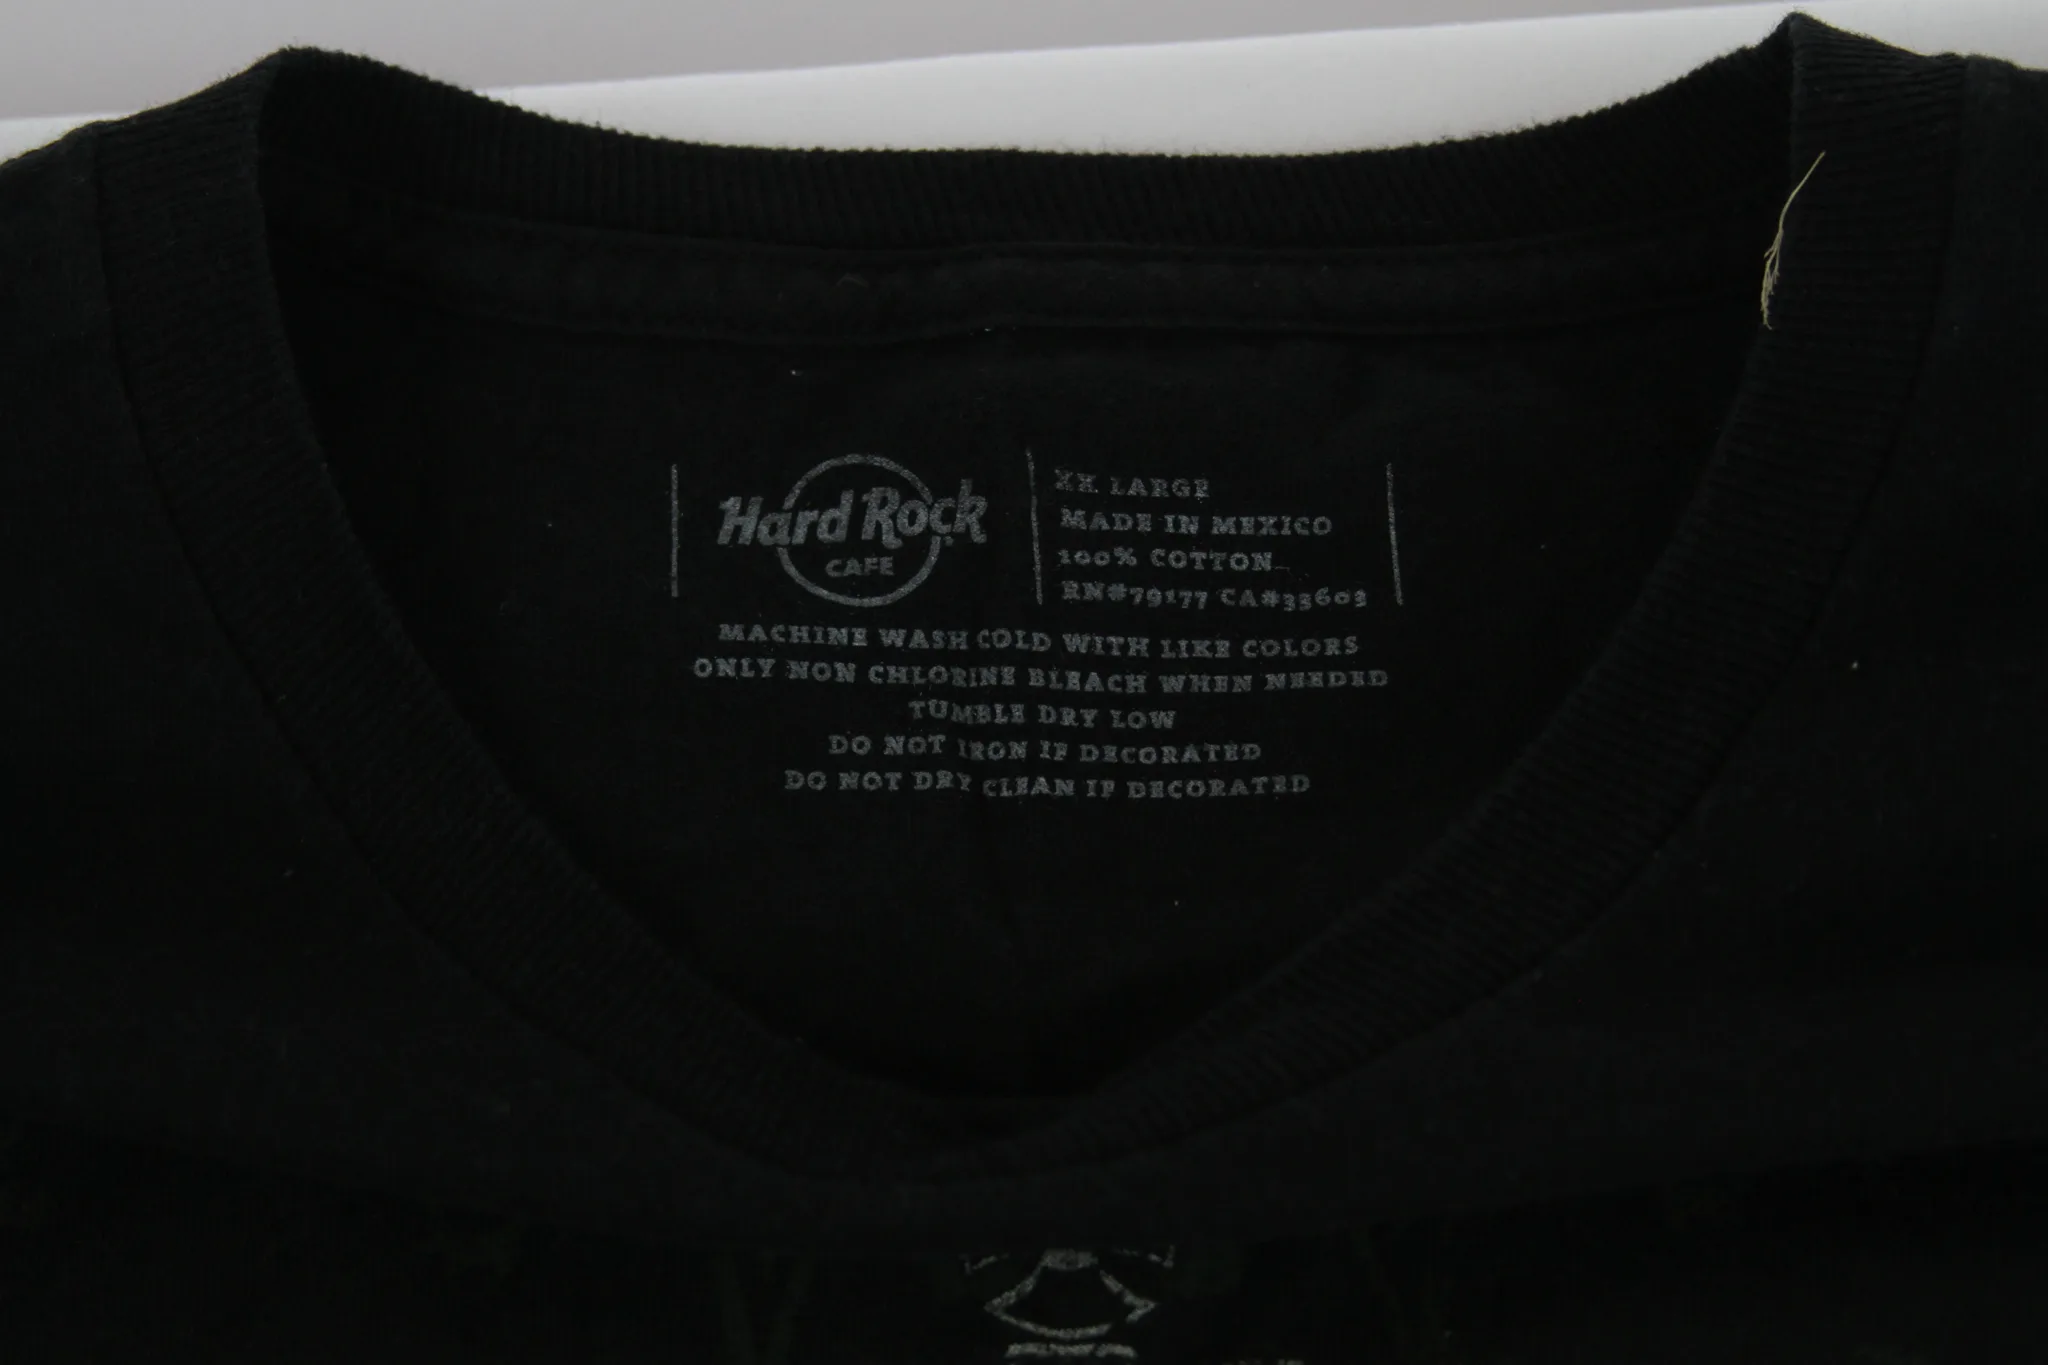 Hard Rock
CAFE
XX LARGE
MADE IN MEXICO
100% COTTON
RN#79177 CA#33603
MACHINE WASH COLD WITH LIKE COLORS
ONLY NON CHLORINE BLEACH WHEN NEEDED
TUMBLE DRY LOW
DO NOT IRON IF DECORATED
DO NOT DRY CLEAN IF DECORATED